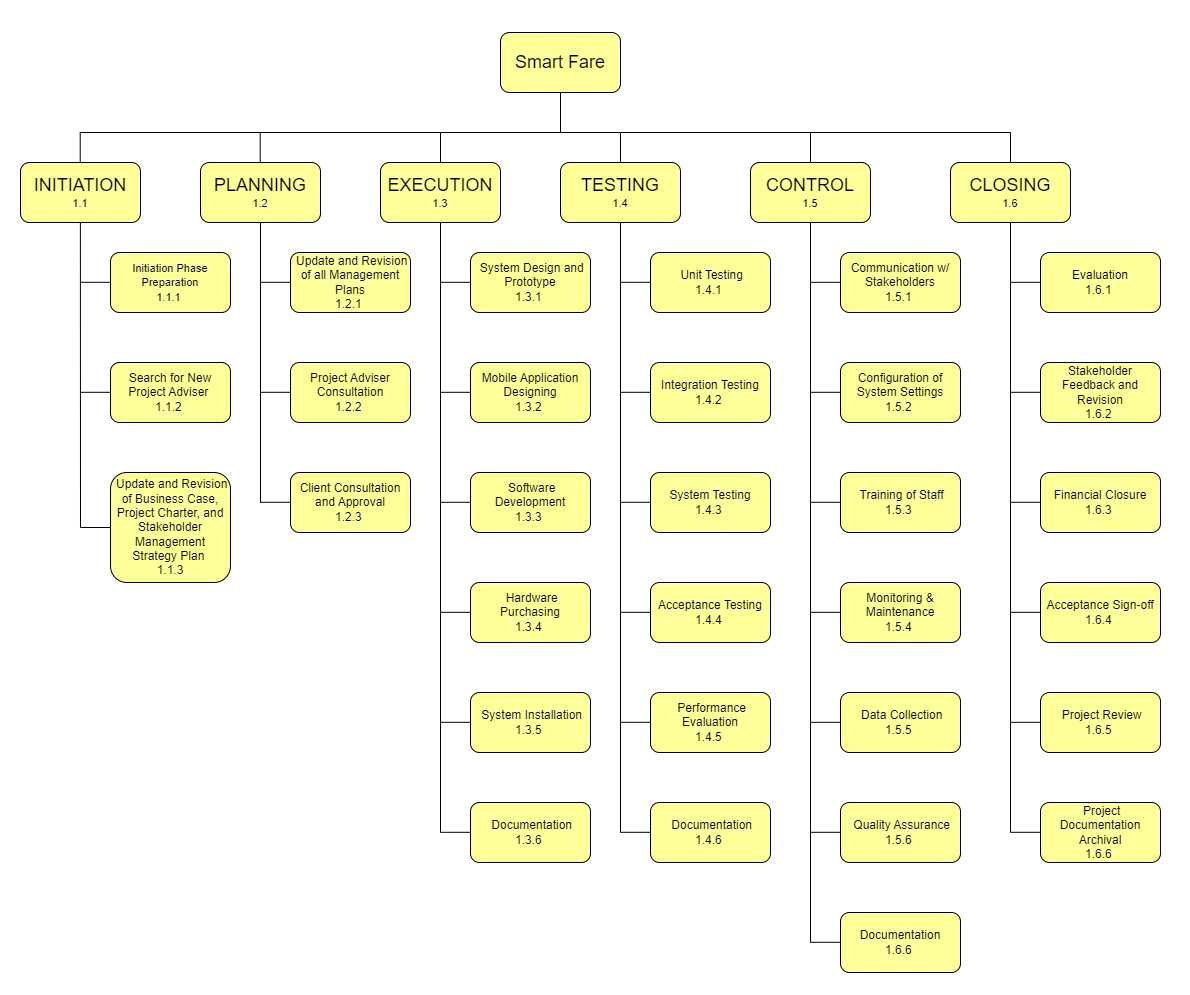 Smart Fare
INITIATION
1.1
PLANNING
1.2
EXECUTION
1.3
TESTING
1.4
CONTROL
1.5
CLOSING
1.6
Initiation Phase
Preparation
1.1.1
Search for New
Project Adviser
1.1.2
Update and Revision
of Business Case,
Project Charter, and
Stakeholder
Management
Strategy Plan
1.1.3
Update and Revision
of all Management
Plans
1.2.1
Project Adviser
Consultation
1.2.2
Client Consultation
and Approval
1.2.3
System Design and
Prototype
1.3.1
Mobile Application
Designing
1.3.2
Software
Development
1.3.3
Hardware
Purchasing
1.3.4
System Installation
1.3.5
Documentation
1.3.6
Unit Testing
1.4.1
Integration Testing
1.4.2
System Testing
1.4.3
Acceptance Testing
1.4.4
Performance
Evaluation
1.4.5
Documentation
1.4.6
Communication w/
Stakeholders
1.5.1
Configuration of
System Settings
1.5.2
Training of Staff
1.5.3
Monitoring &
Maintenance
1.5.4
Data Collection
1.5.5
Quality Assurance
1.5.6
Documentation
1.6.6
Evaluation
1.6.1
Stakeholder
Feedback and
Revision
1.6.2
Financial Closure
1.6.3
Acceptance Sign-off
1.6.4
Project Review
1.6.5
Project
Documentation
Archival
1.6.6